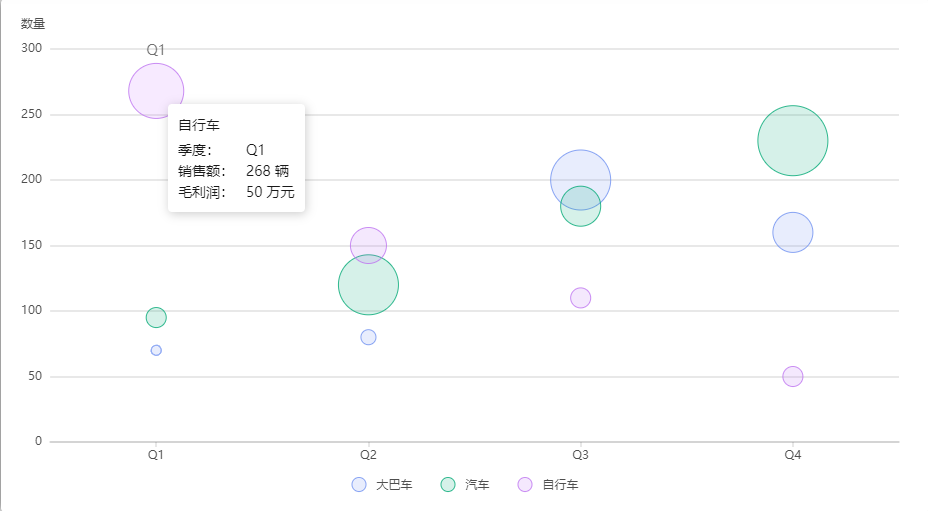 数量
300
Q1
250
自行车
季度： Q1
销售额： 268 辆
毛利润： 50 万元
200
150
100
50
0
Q1 Q2 Q3 Q4
大巴车 汽车 自行车